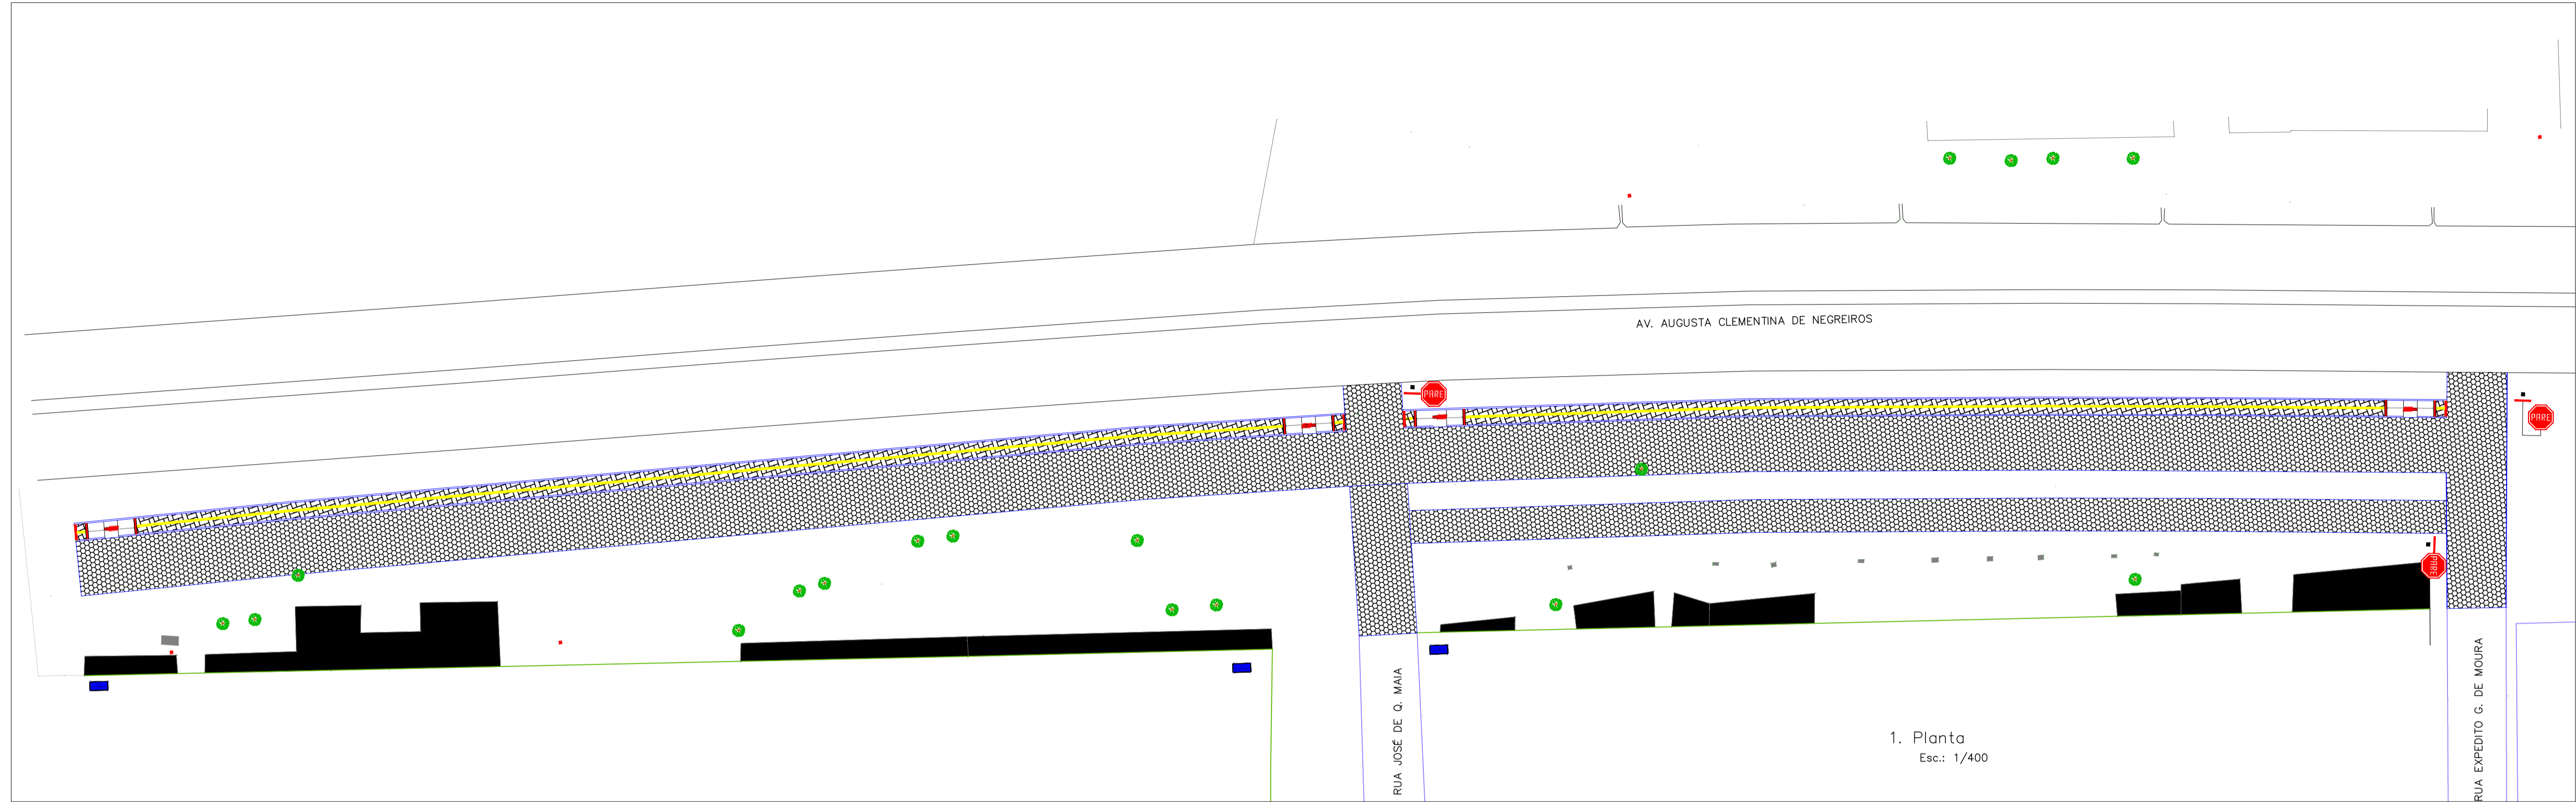 AV. AUGUSTA CLEMENTINA DE NEGREIROS
PARE
PARE
PARE
RUA JOSÉ DE Q. MAIA
RUA EXPEDITO G. DE MOURA
1. Planta
Esc.: 1/400